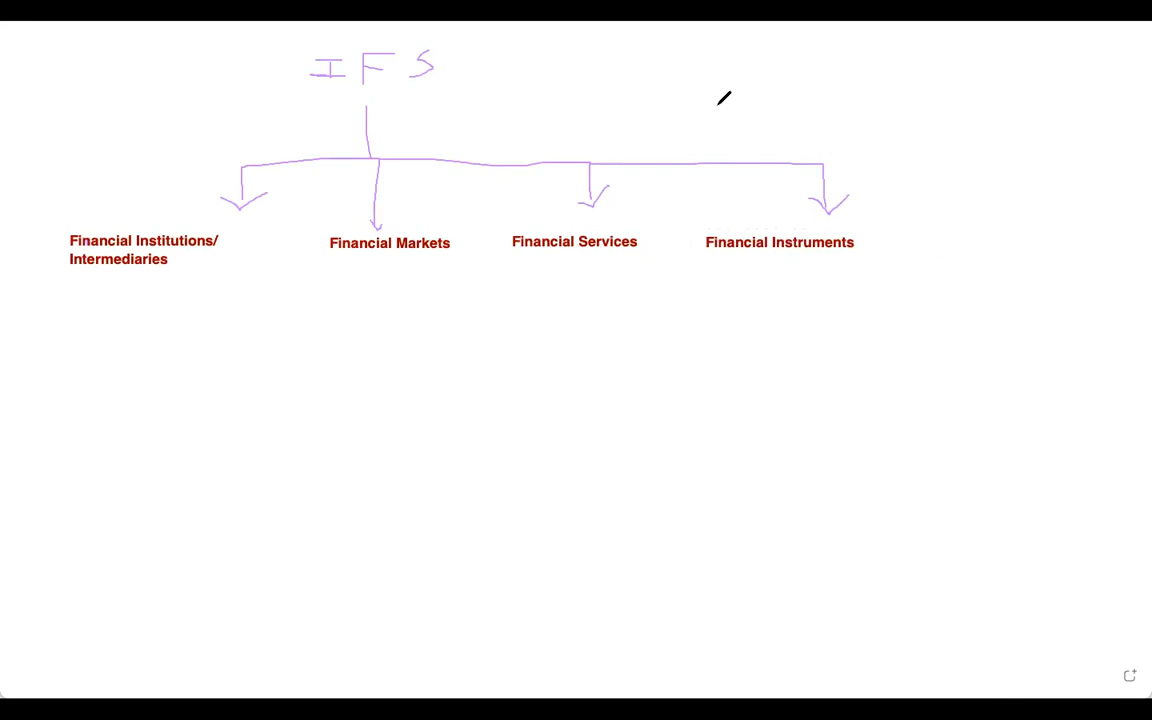 IFS
Financial Institutions/
Intermediaries
Financial Markets
Financial Services
Financial Instruments